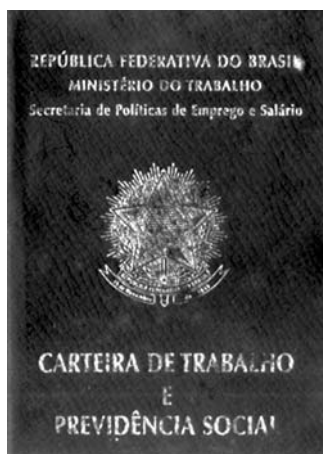 REPÚBLICA FEDERATIVA DO BRASIL
MINISTÉRIO DO TRABALHO
Secretaria de Políticas de Emprego e Salário
CARTEIRA DE TRABALHO
E
PREVIDÊNCIA SOCIAL